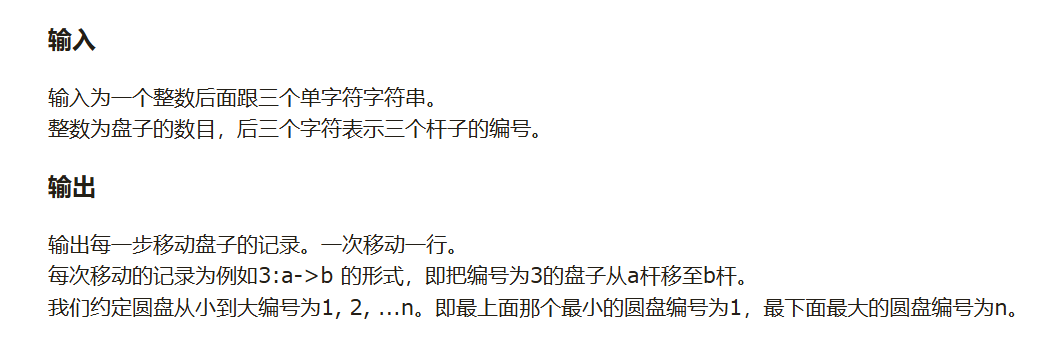 输入
输入为一个整数后面跟三个单字符字符串。
整数为盘子的数目，后三个字符表示三个杆子的编号。
输出
输出每一步移动盘子的记录。一次移动一行。
每次移动的记录为例如3:a->b 的形式，即把编号为3的盘子从a杆移至b杆。
我们约定圆盘从小到大编号为1, 2, ...n。即最上面那个最小的圆盘编号为1，最下面最大的圆盘编号为n。